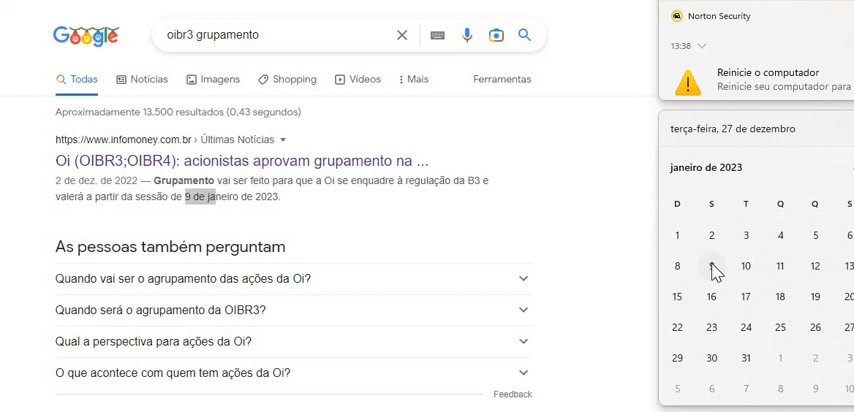 Google
oibr3 grupamento
Todas Notícias Imagens Shopping Vídeos Mais Ferramentas
Aproximadamente 13.500 resultados (0,43 segundos)
https://www.infomoney.com.br › Últimas Notícias
Oi (OIBR3;OIBR4): acionistas aprovam grupamento na ...
2 de dez. de 2022 — Grupamento vai ser feito para que a Oi se enquadre à regulação da B3 e
valerá a partir da sessão de 9 de janeiro de 2023.
As pessoas também perguntam
Quando vai ser o agrupamento das ações da Oi?
Quando será o agrupamento da OIBR3?
Qual a perspectiva para ações da Oi?
O que acontece com quem tem ações da Oi?
Feedback
Norton Security
13:38
Reinicie o computador
Reinicie seu computador para
terça-feira, 27 de dezembro
janeiro de 2023
D S T Q Q S
1 2 3 4 5 6
8 9 10 11 12 13
15 16 17 18 19 20
22 23 24 25 26 27
29 30 31 1 2 3
5 6 7 8 9 10